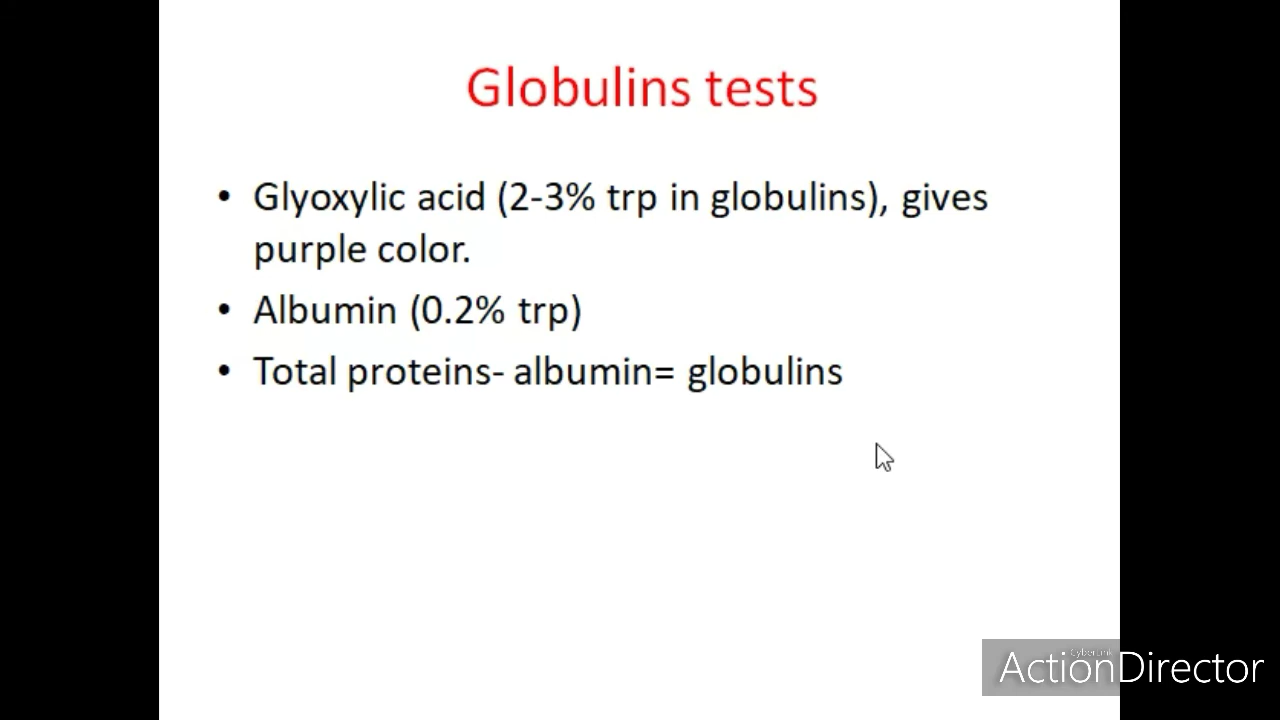 Globulins tests
• Glyoxylic acid (2-3% trp in globulins), gives
purple color.
• Albumin (0.2% trp)
• Total proteins- albumin= globulins
CyberLink
ActionDirector